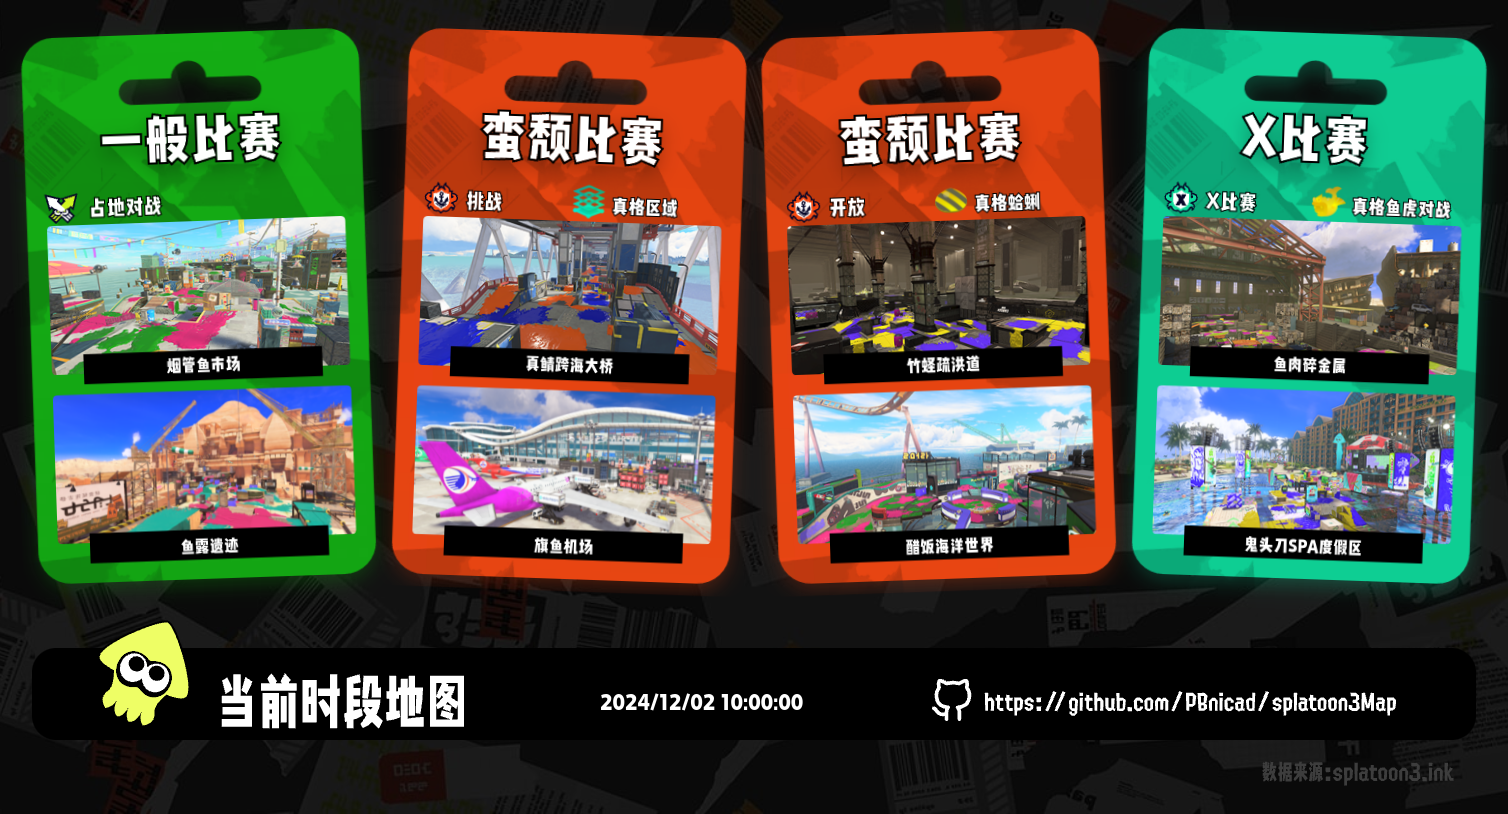 一般比赛
占地对战
烟管鱼市场
鱼露遗迹
蛮颓比赛
挑战
真格区域
真鲭跨海大桥
旗鱼机场
蛮颓比赛
开放
真格蛤蜊
竹蛏疏洪道
醋饭海洋世界
X比赛
X比赛
真格鱼虎对战
鱼肉碎金属
鬼头刀SPA度假区
当前时段地图
2024/12/02 10:00:00
https://github.com/PBnicad/splatoon3Map
数据来源:splatoon3.ink